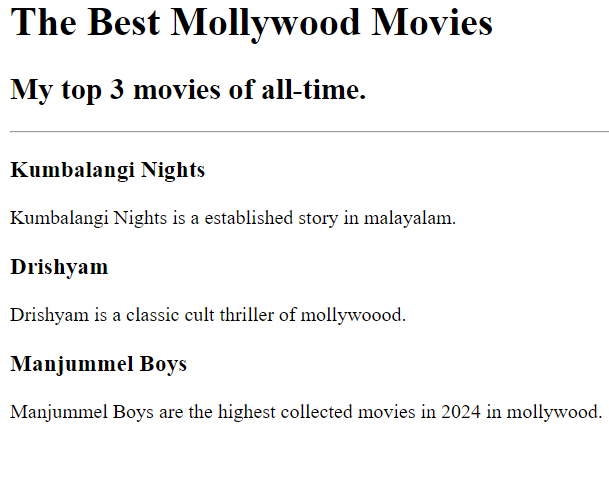 The Best Mollywood Movies
My top 3 movies of all-time.
Kumbalangi Nights
Kumbalangi Nights is a established story in malayalam.
Drishyam
Drishyam is a classic cult thriller of mollywoood.
Manjummel Boys
Manjummel Boys are the highest collected movies in 2024 in mollywood.